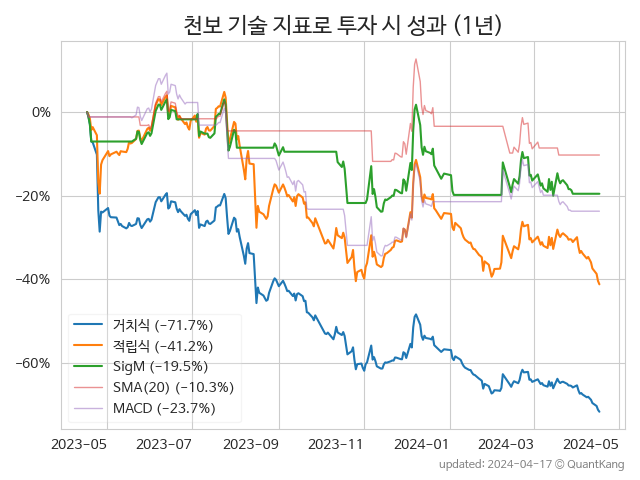 천보 기술 지표로 투자 시 성과 (1년)
0%
−20%
−40%
−60%
거치식 (−71.7%)
적립식 (−41.2%)
SigM (−19.5%)
SMA(20) (−10.3%)
MACD (−23.7%)
2023-05 2023-07 2023-09 2023-11 2024-01 2024-03 2024-05
updated: 2024-04-17 © QuantKang